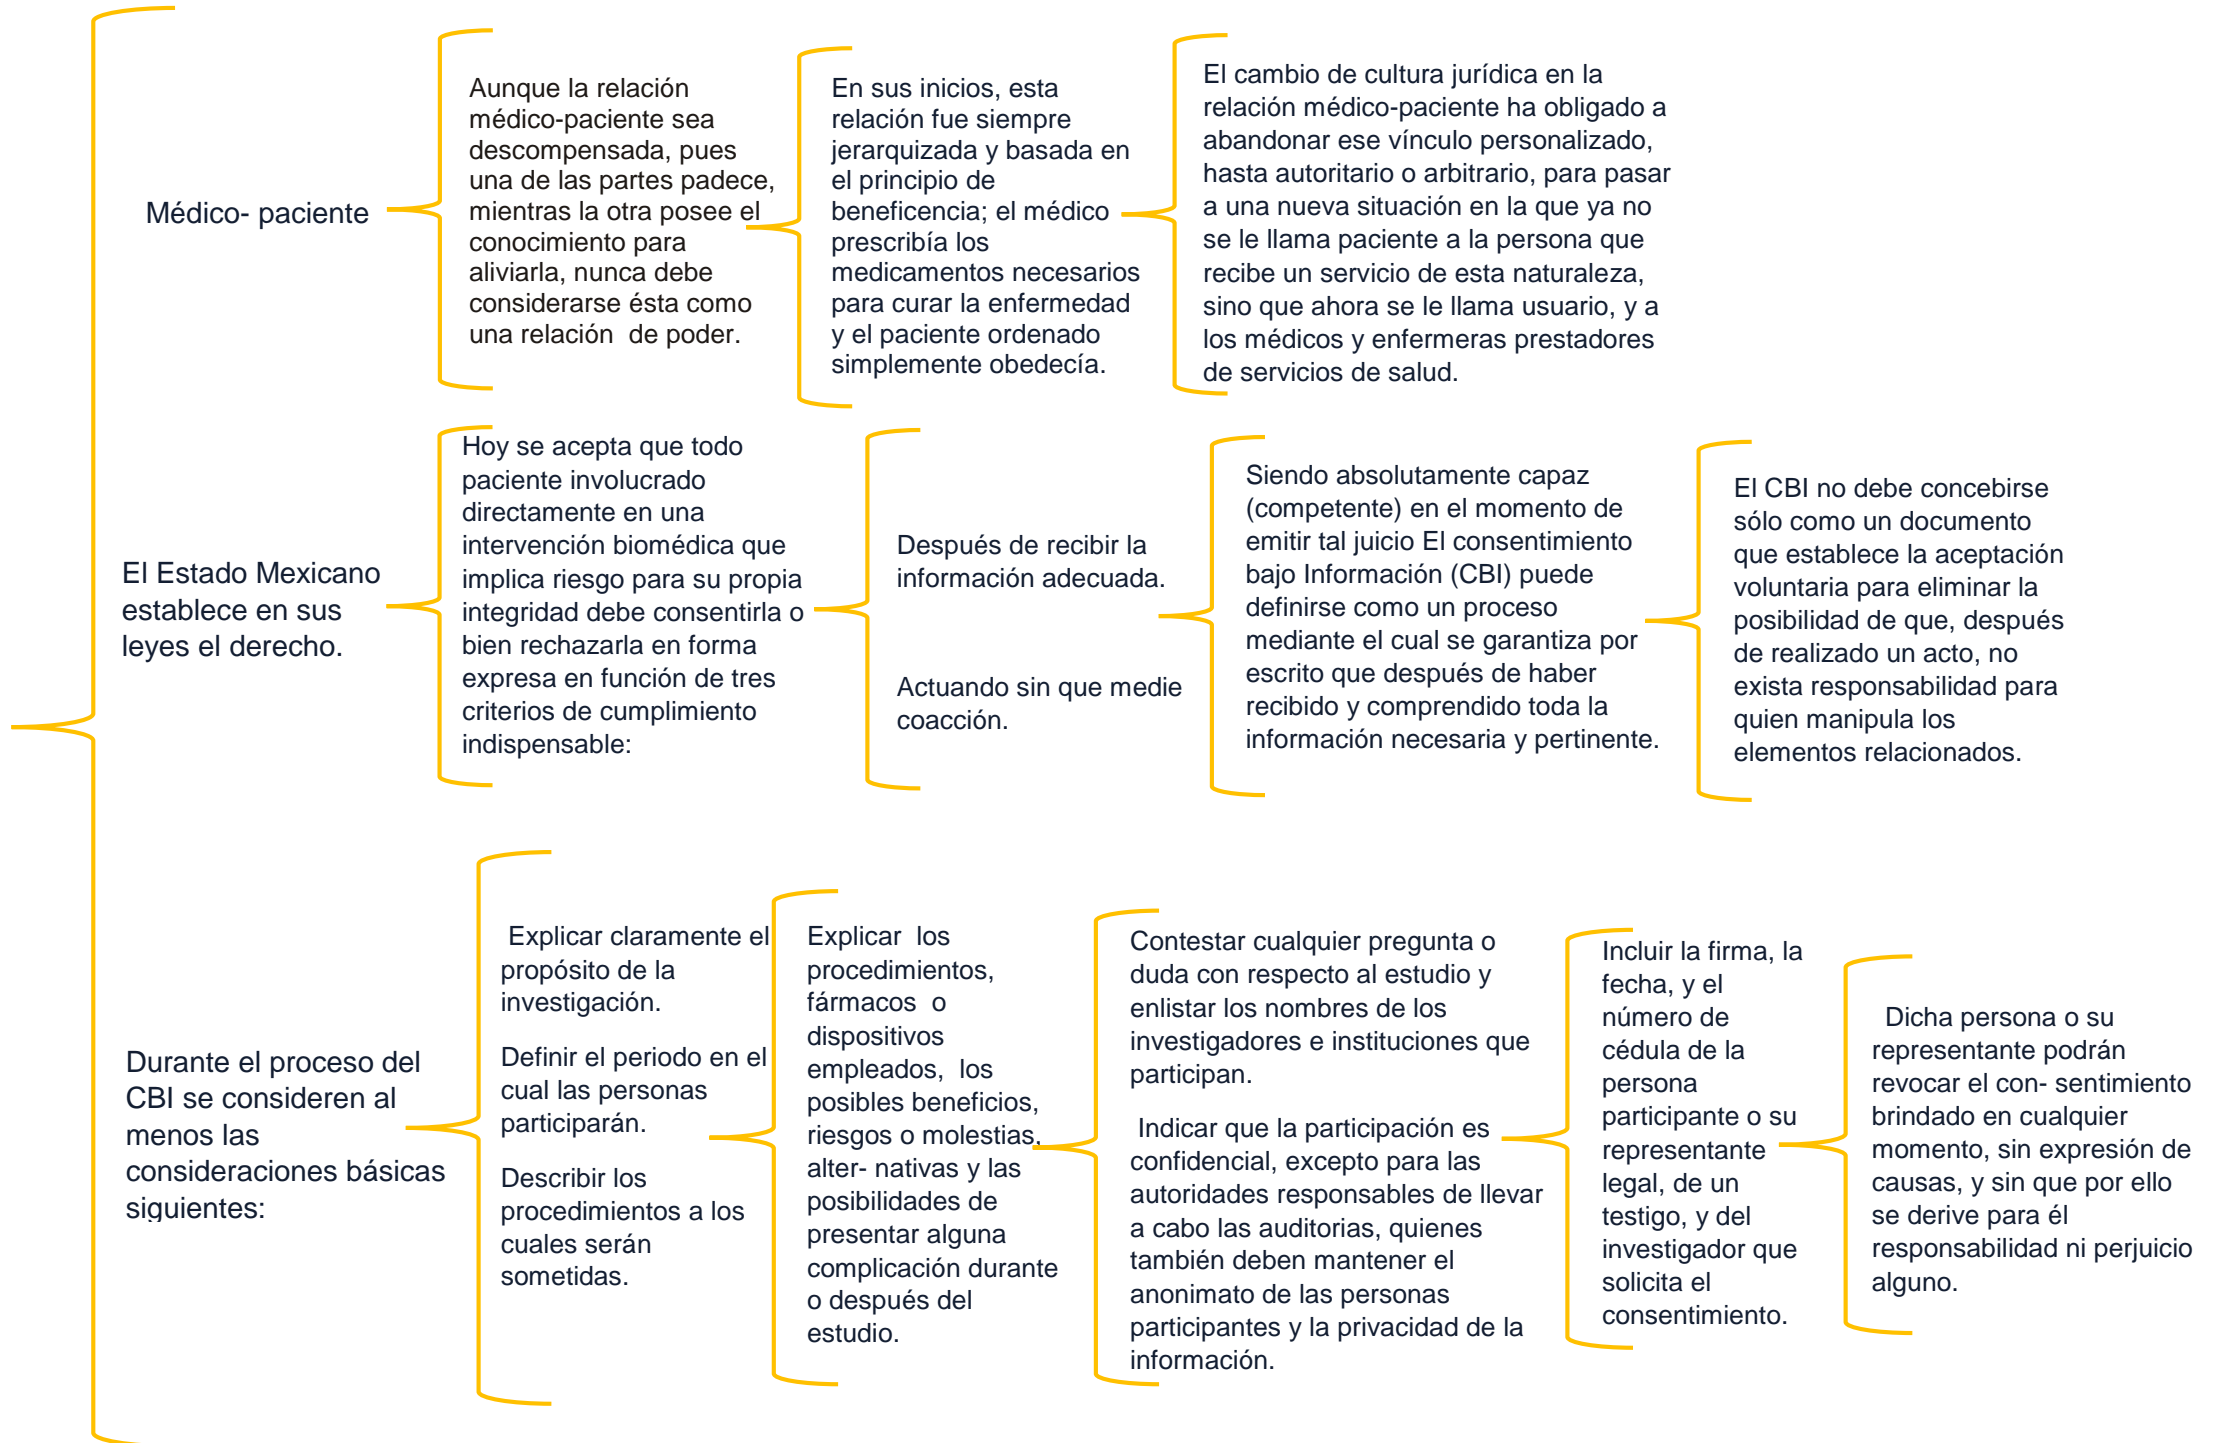 Médico- paciente
Aunque la relación
médico-paciente sea
descompensada, pues
una de las partes padece,
mientras la otra posee el
conocimiento para
aliviarla, nunca debe
considerarse ésta como
una relación  de poder.
En sus inicios, esta
relación fue siempre
jerarquizada y basada en
el principio de
beneficencia; el médico
prescribía los
medicamentos necesarios
para curar la enfermedad
y el paciente ordenado
simplemente obedecía.
El cambio de cultura jurídica en la
relación médico-paciente ha obligado a
abandonar ese vínculo personalizado,
hasta autoritario o arbitrario, para pasar
a una nueva situación en la que ya no
se le llama paciente a la persona que
recibe un servicio de esta naturaleza,
sino que ahora se le llama usuario, y a
los médicos y enfermeras prestadores
de servicios de salud.
El Estado Mexicano
establece en sus
leyes el derecho.
Hoy se acepta que todo
paciente involucrado
directamente en una
intervención biomédica que
implica riesgo para su propia
integridad debe consentirla o
bien rechazarla en forma
expresa en función de tres
criterios de cumplimiento
indispensable:
Después de recibir la
información adecuada.
Actuando sin que medie
coacción.
Siendo absolutamente capaz
(competente) en el momento de
emitir tal juicio El consentimiento
bajo Información (CBI) puede
definirse como un proceso
mediante el cual se garantiza por
escrito que después de haber
recibido y comprendido toda la
información necesaria y pertinente.
El CBI no debe concebirse
sólo como un documento
que establece la aceptación
voluntaria para eliminar la
posibilidad de que, después
de realizado un acto, no
exista responsabilidad para
quien manipula los
elementos relacionados.
Durante el proceso del
CBI se consideren al
menos las
consideraciones básicas
siguientes:
Explicar claramente el
propósito de la
investigación.
Definir el periodo en el
cual las personas
participarán.
Describir los
procedimientos a los
cuales serán
sometidas.
Explicar  los
procedimientos,
fármacos  o
dispositivos
empleados,  los
posibles beneficios,
riesgos o molestias,
alter- nativas y las
posibilidades de
presentar alguna
complicación durante
o después del
estudio.
Contestar cualquier pregunta o
duda con respecto al estudio y
enlistar los nombres de los
investigadores e instituciones que
participan.
Indicar que la participación es
confidencial, excepto para las
autoridades responsables de llevar
a cabo las auditorias, quienes
también deben mantener el
anonimato de las personas
participantes y la privacidad de la
información.
Incluir la firma, la
fecha, y el
número de
cédula de la
persona
participante o su
representante
legal, de un
testigo, y del
investigador que
solicita el
consentimiento.
Dicha persona o su
representante podrán
revocar el con- sentimiento
brindado en cualquier
momento, sin expresión de
causas, y sin que por ello
se derive para él
responsabilidad ni perjuicio
alguno.